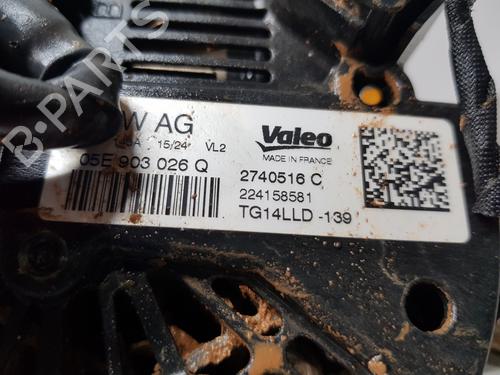 W AG
15/24 VL2
05E 903 026 Q
Valeo
MADE IN FRANCE
2740516 C
224158581
TG14LLD -139
B-PARTS